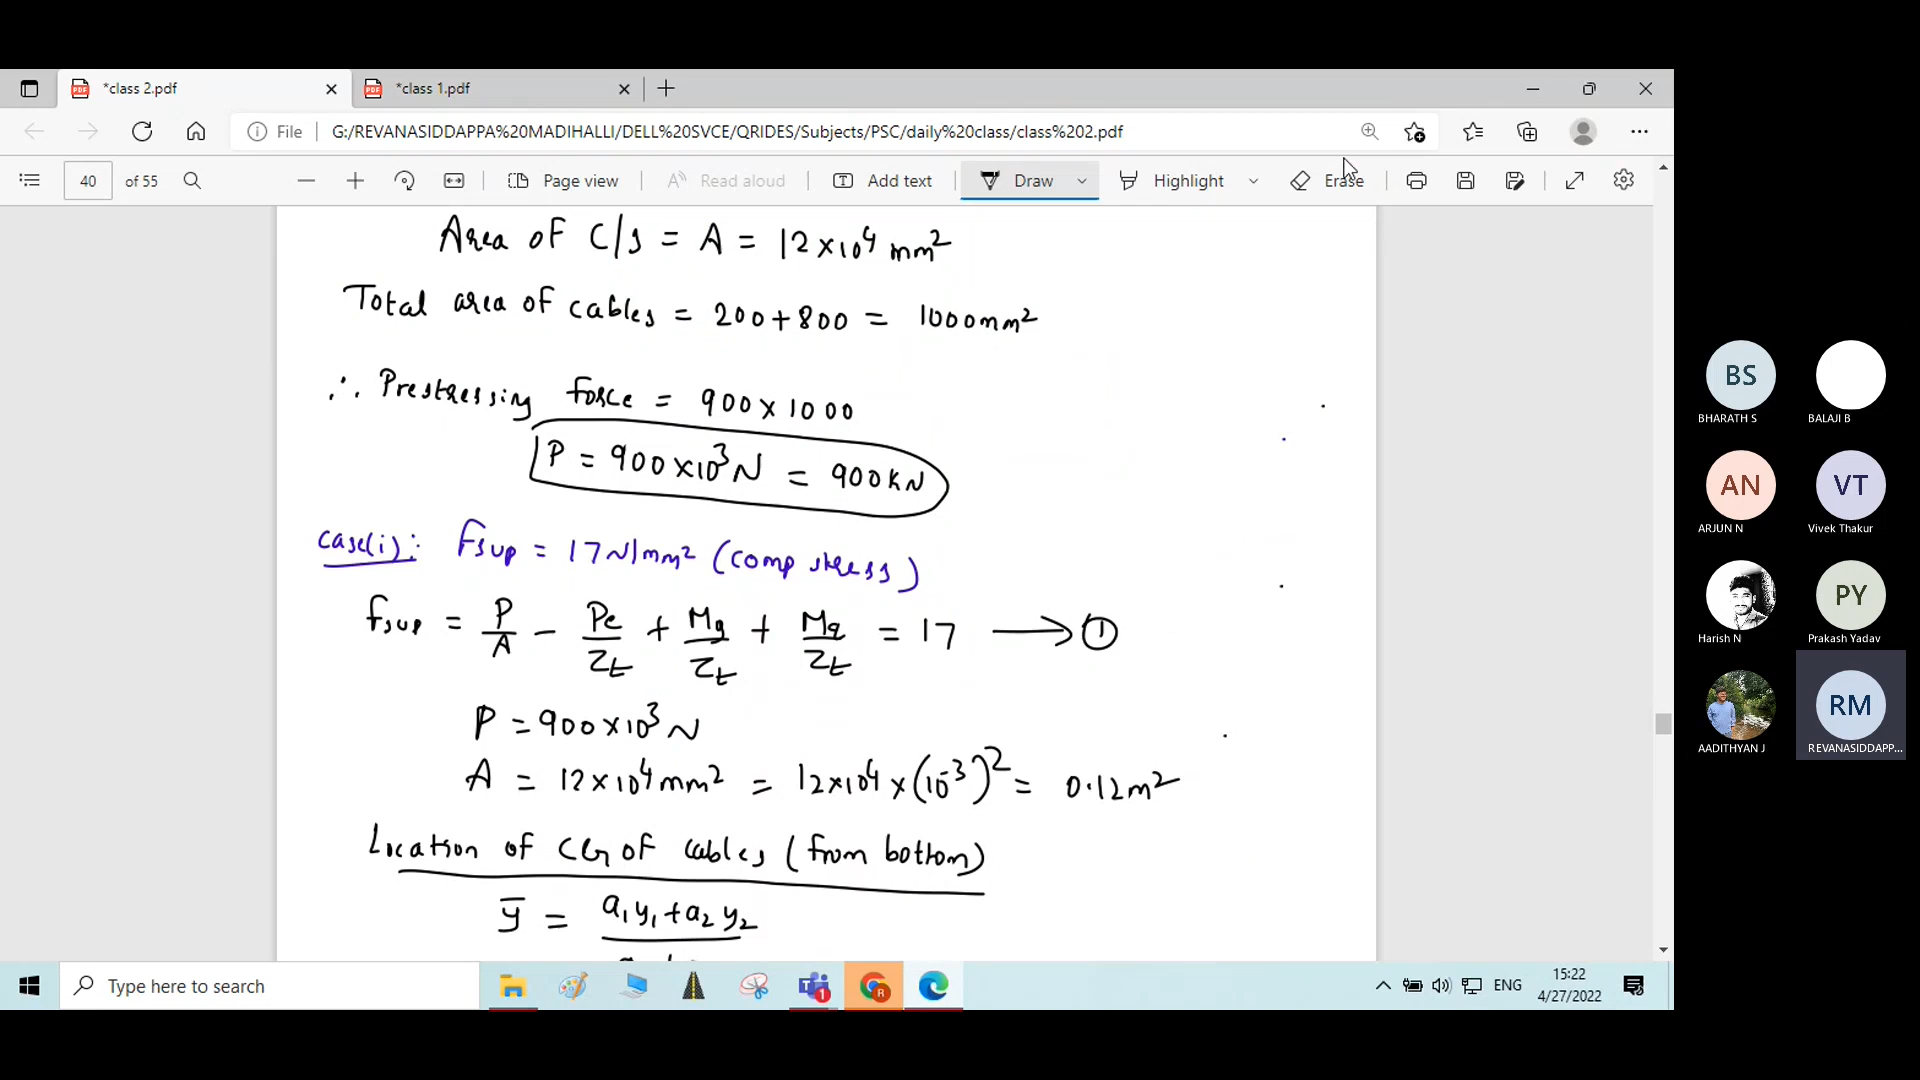 *class 2.pdf
*class 1.pdf
File
G:/REVANASIDDAPPA%20MADIHALLI/DELL%20SVCE/QRIDES/Subjects/PSC/daily%20class/class%202.pdf
40 of 55
Page view
Read aloud
Add text
Draw
Highlight
Erase
Area of C/s = A = 12×10⁴ mm²
Total area of cables = 200+800 = 1000mm²
∴ Prestressing force = 900×1000
P = 900×10³N = 900KN
case(i): fsup = 17N/mm² (comp stress)
fsup = P/A - Pe/Zt + Mg/Zt + Mq/Zt = 17 → ①
P = 900×10³N
A = 12×10⁴mm² = 12×10⁴×(10⁻³)² = 0.12m²
Location of CG of cables (from bottom)
ȳ = a₁y₁+a₂y₂
BS
BHARATH S
BALAJI B
AN
ARJUN N
VT
Vivek Thakur
Harish N
PY
Prakash Yadav
AADITHYAN J
RM
REVANASIDDAPP...
Type here to search
1
R
ENG
15:22
4/27/2022